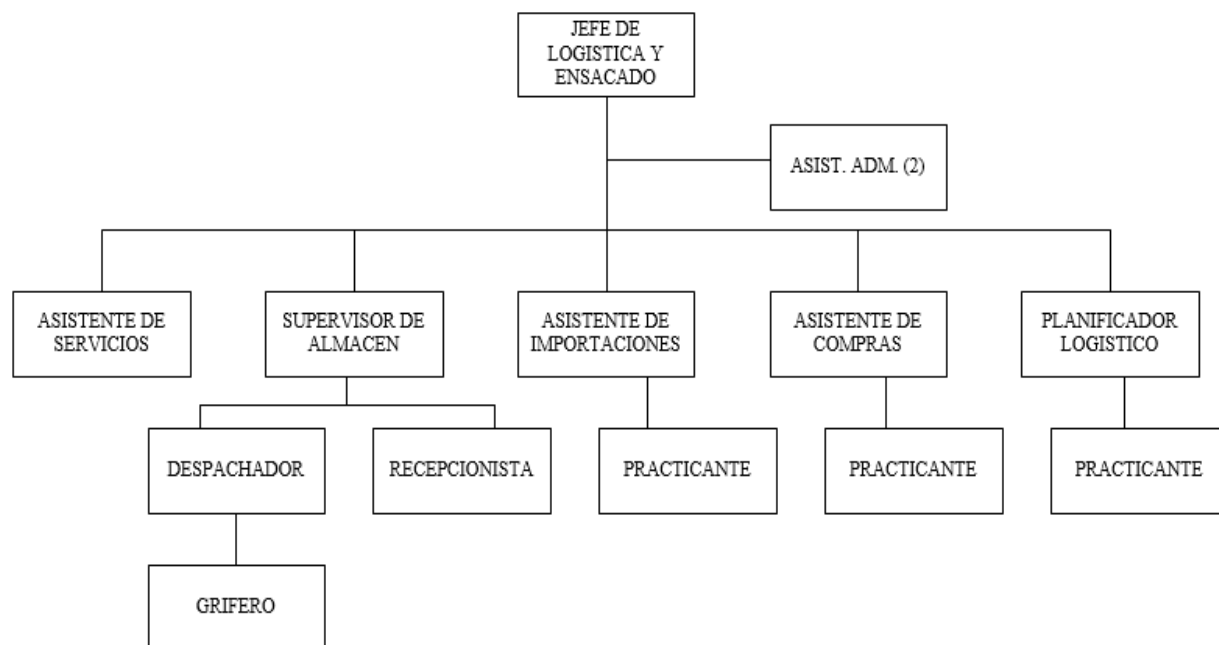 JEFE DE
LOGISTICA Y
ENSACADO
ASIST. ADM. (2)
ASISTENTE DE
SERVICIOS
SUPERVISOR DE
ALMACEN
ASISTENTE DE
IMPORTACIONES
ASISTENTE DE
COMPRAS
PLANIFICADOR
LOGISTICO
DESPACHADOR
RECEPCIONISTA
PRACTICANTE
PRACTICANTE
PRACTICANTE
GRIFERO